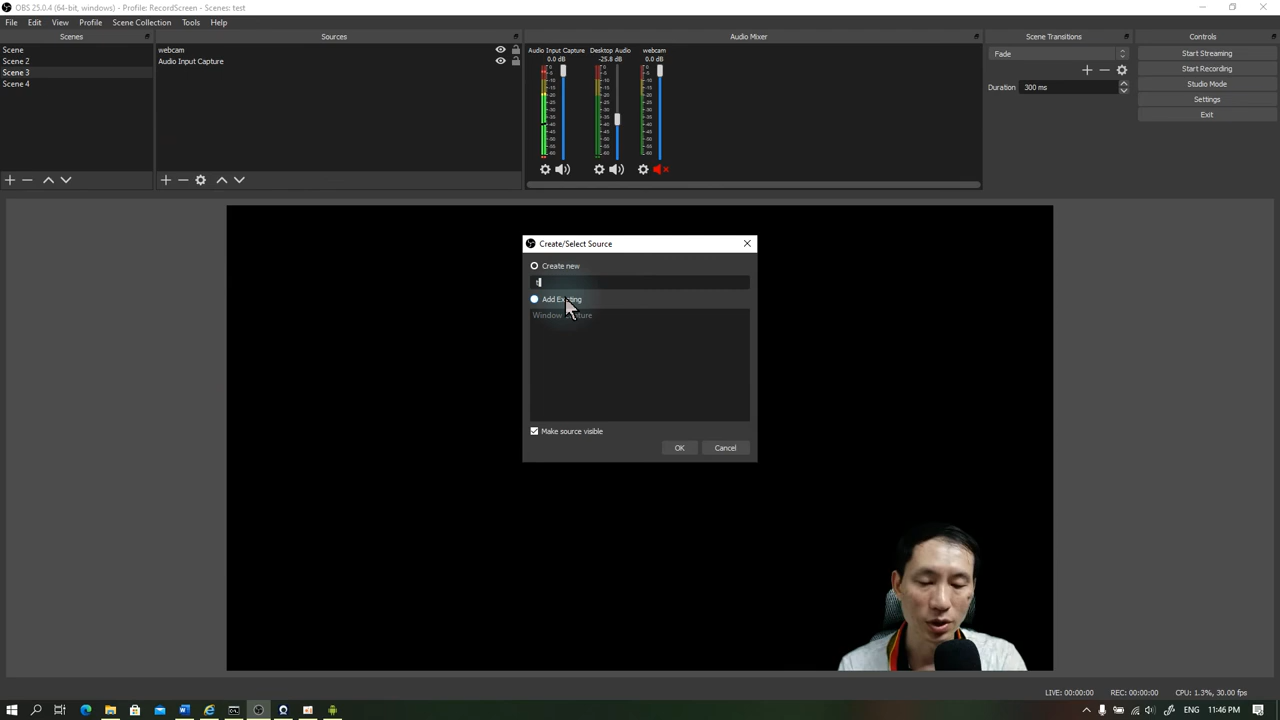 OBS 25.0.4 (64-bit, windows) - Profile: RecordScreen - Scenes: test
File Edit View Profile Scene Collection Tools Help
Scenes
Scene
Scene 2
Scene 3
Scene 4
Sources
webcam
Audio Input Capture
Audio Mixer
Audio Input Capture
0.0 dB
Desktop Audio
-25.8 dB
webcam
0.0 dB
Scene Transitions
Fade
Duration 300 ms
Controls
Start Streaming
Start Recording
Studio Mode
Settings
Exit
Create/Select Source
Create new
t
Add Existing
Window
Make source visible
OK Cancel
LIVE: 00:00:00 REC: 00:00:00 CPU: 1.3%, 30.00 fps
ENG 11:46 PM